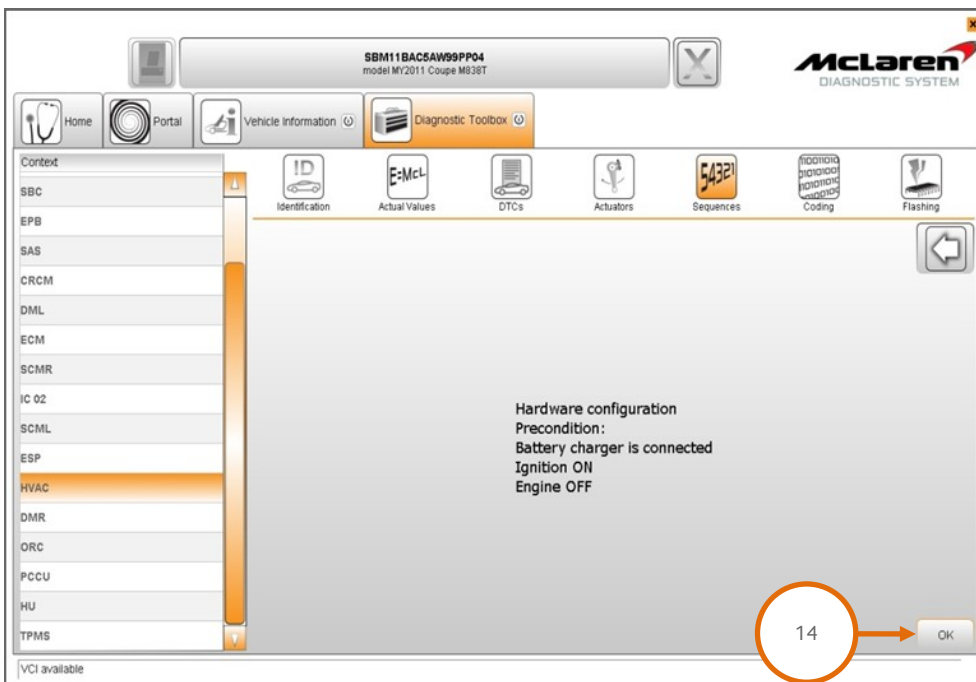 SBM11BAC5AW99PP04
model MY2011 Coupe M838T
X
McLaren
DIAGNOSTIC SYSTEM
Home
Portal
Vehicle Information
Diagnostic Toolbox
Context
SBC
EPB
SAS
CRCM
DML
ECM
SCMR
IC 02
SCML
ESP
HVAC
DMR
ORC
PCCU
HU
TPMS
ID
Identification
E=McL
Actual Values
DTCs
Actuators
54321
Sequences
Coding
Flashing
Hardware configuration
Precondition:
Battery charger is connected
Ignition ON
Engine OFF
14
OK
VCI available